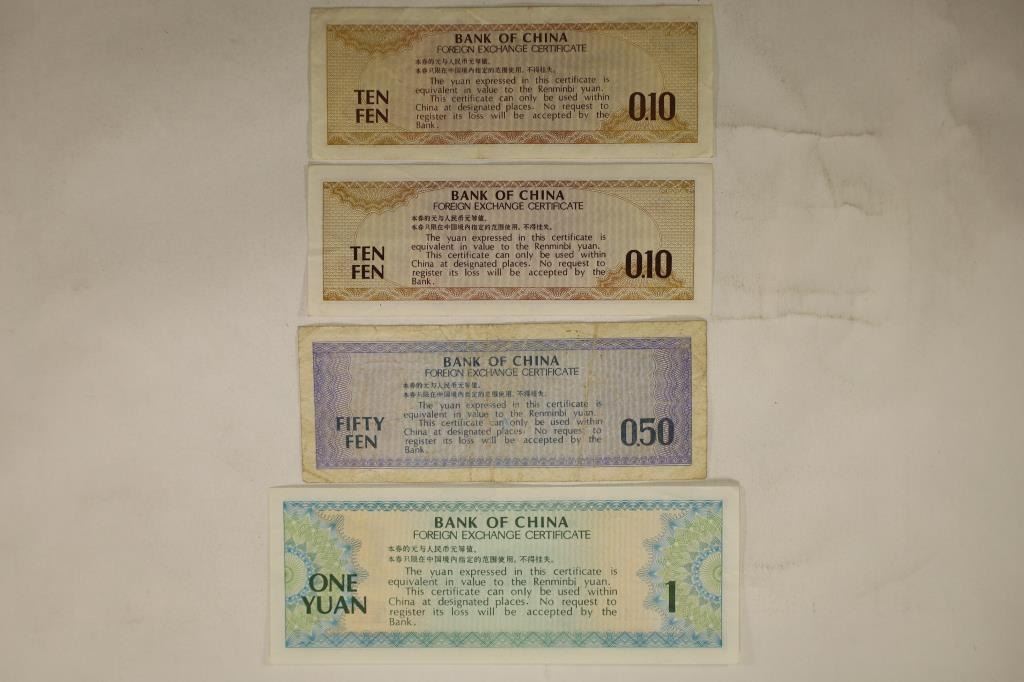 BANK OF CHINA
FOREIGN EXCHANGE CERTIFICATE
本券的元与人民币元等值。
本券只限在中国境内指定的范围使用,不得挂失。
The yuan expressed in this certificate is
equivalent in value to the Renminbi yuan.
This certificate can only be used within
China at designated places. No request to
register its loss will be accepted by the
Bank.
TEN
FEN
0.10
BANK OF CHINA
FOREIGN EXCHANGE CERTIFICATE
本券的元与人民币元等值。
本券只限在中国境内指定的范围使用,不得挂失。
The yuan expressed in this certificate is
equivalent in value to the Renminbi yuan.
This certificate can only be used within
China at designated places. No request to
register its loss will be accepted by the
Bank.
TEN
FEN
0.10
BANK OF CHINA
FOREIGN EXCHANGE CERTIFICATE
本券的元与人民币元等值。
本券只限在中国境内指定的范围使用,不得挂失。
The yuan expressed in this certificate is
equivalent in value to the Renminbi yuan.
This certificate can only be used within
China at designated places. No request to
register its loss will be accepted by the
Bank.
FIFTY
FEN
0.50
BANK OF CHINA
FOREIGN EXCHANGE CERTIFICATE
本券的元与人民币元等值。
本券只限在中国境内指定的范围使用,不得挂失。
The yuan expressed in this certificate is
equivalent in value to the Renminbi yuan.
This certificate can only be used within
China at designated places. No request to
register its loss will be accepted by the
Bank.
ONE
YUAN
1